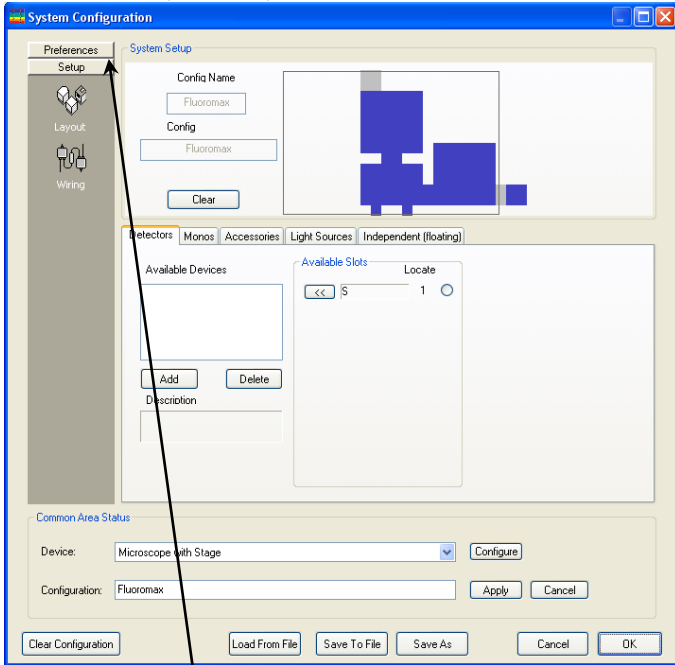 System Configuration
Preferences
Setup
Layout
Wiring
System Setup
Config Name
Fluoromax
Config
Fluoromax
Clear
Detectors Monos Accessories Light Sources Independent (floating)
Available Devices
Add Delete
Description
Available Slots
Locate
<< S 1
Common Area Status
Device: Microscope with Stage Configure
Configuration: Fluoromax Apply Cancel
Clear Configuration Load From File Save To File Save As Cancel OK